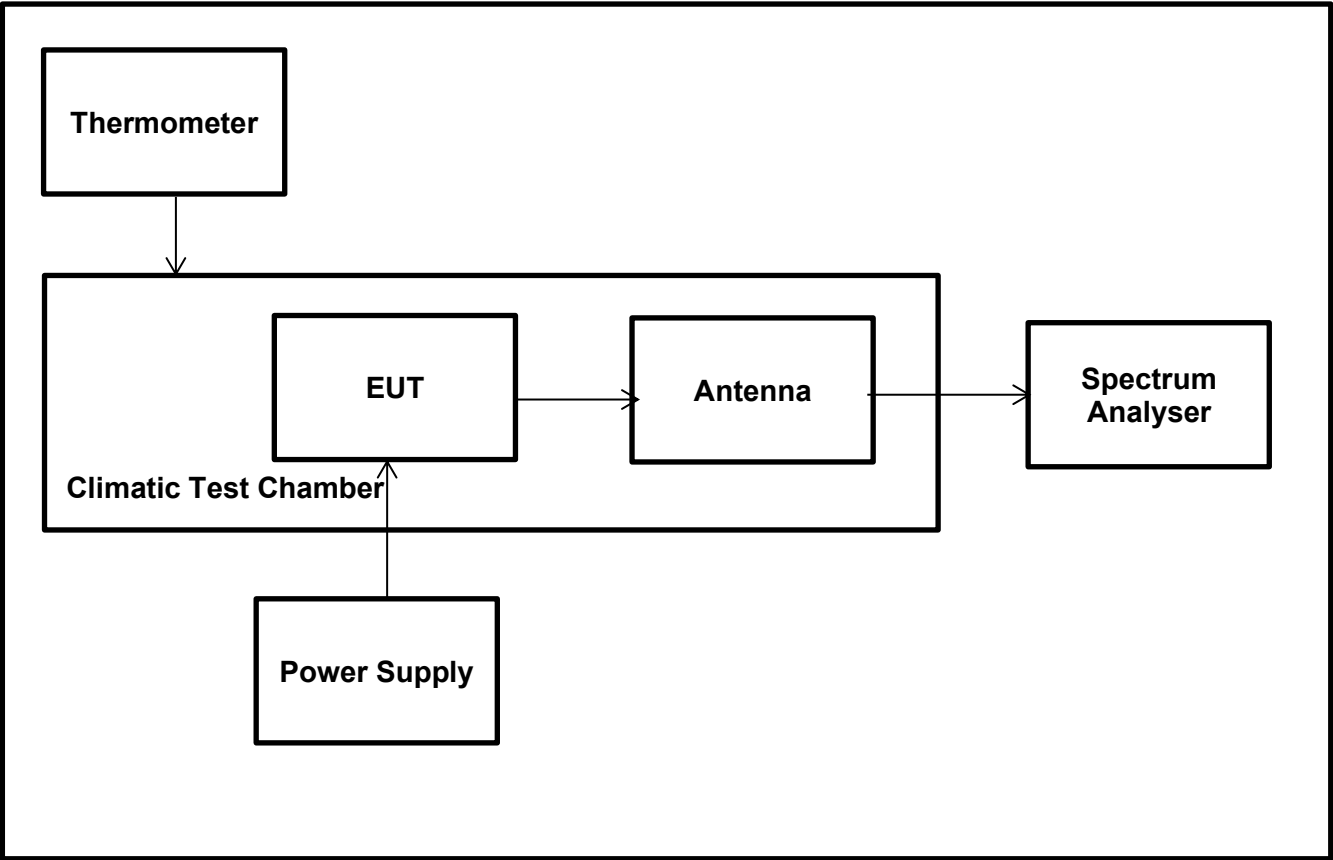 Thermometer
EUT
Antenna
Spectrum
Analyser
Climatic Test Chamber
Power Supply